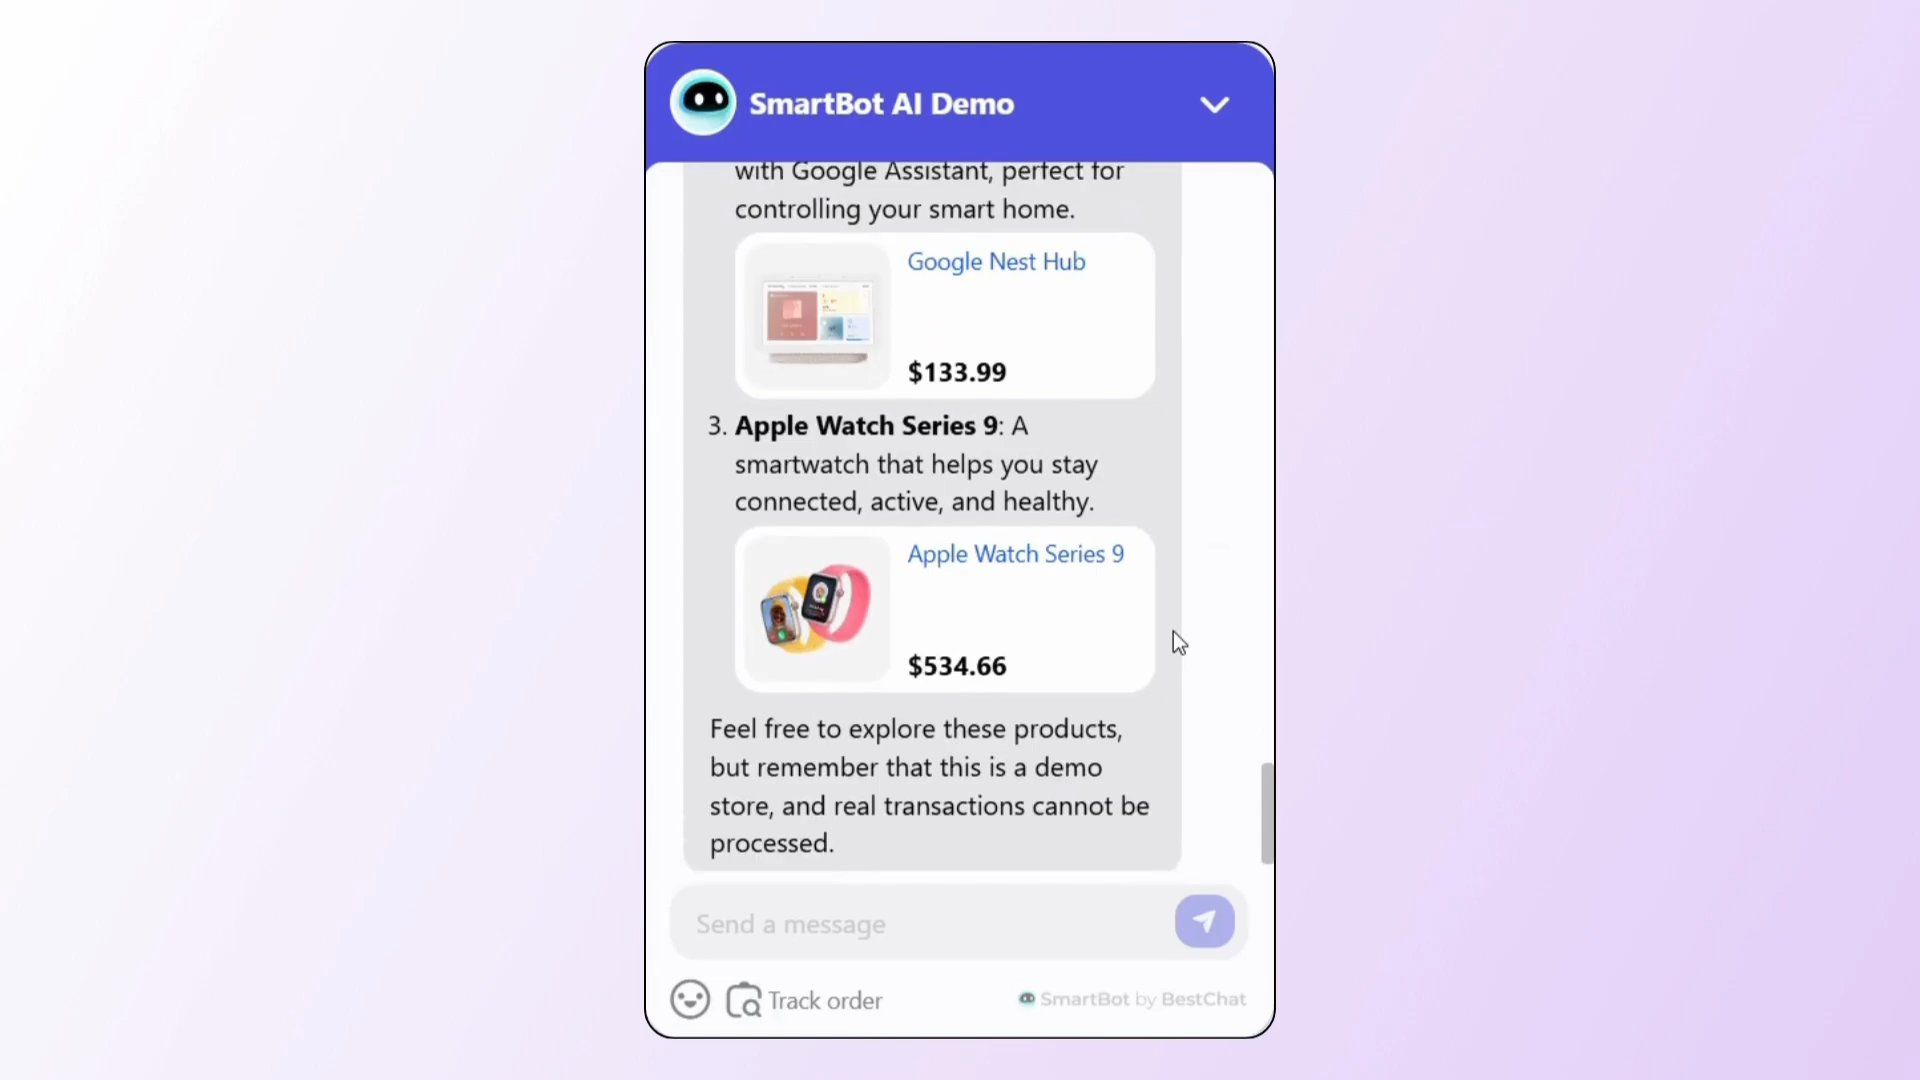 SmartBot AI Demo
with Google Assistant, perfect for
controlling your smart home.
Google Nest Hub
$133.99
3. Apple Watch Series 9: A
smartwatch that helps you stay
connected, active, and healthy.
Apple Watch Series 9
$534.66
Feel free to explore these products,
but remember that this is a demo
store, and real transactions cannot be
processed.
Send a message
Track order
SmartBot by BestChat